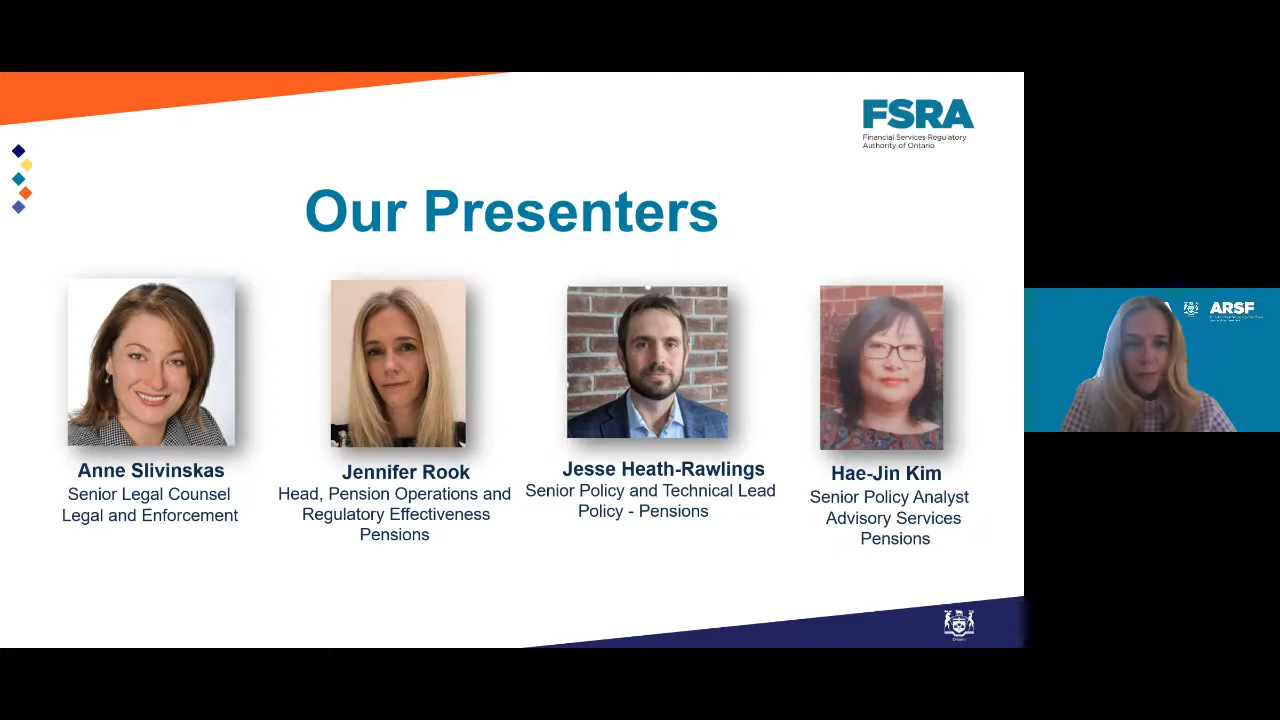 FSRA
Financial Services Regulatory
Authority of Ontario
Our Presenters
Anne Slivinskas
Senior Legal Counsel
Legal and Enforcement
Jennifer Rook
Head, Pension Operations and
Regulatory Effectiveness
Pensions
Jesse Heath-Rawlings
Senior Policy and Technical Lead
Policy - Pensions
Hae-Jin Kim
Senior Policy Analyst
Advisory Services
Pensions
ARSF
Ontario